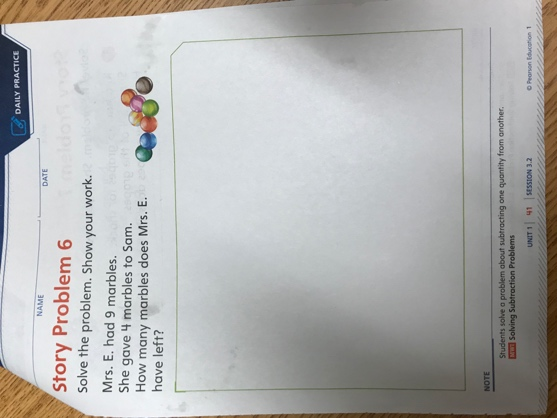 DAILY PRACTICE
NAME DATE
Story Problem 6
Solve the problem. Show your work.
Mrs. E. had 9 marbles.
She gave 4 marbles to Sam.
How many marbles does Mrs. E.
have left?
NOTE
Students solve a problem about subtracting one quantity from another.
Solving Subtraction Problems
UNIT 1 41 SESSION 3.2 © Pearson Education 1